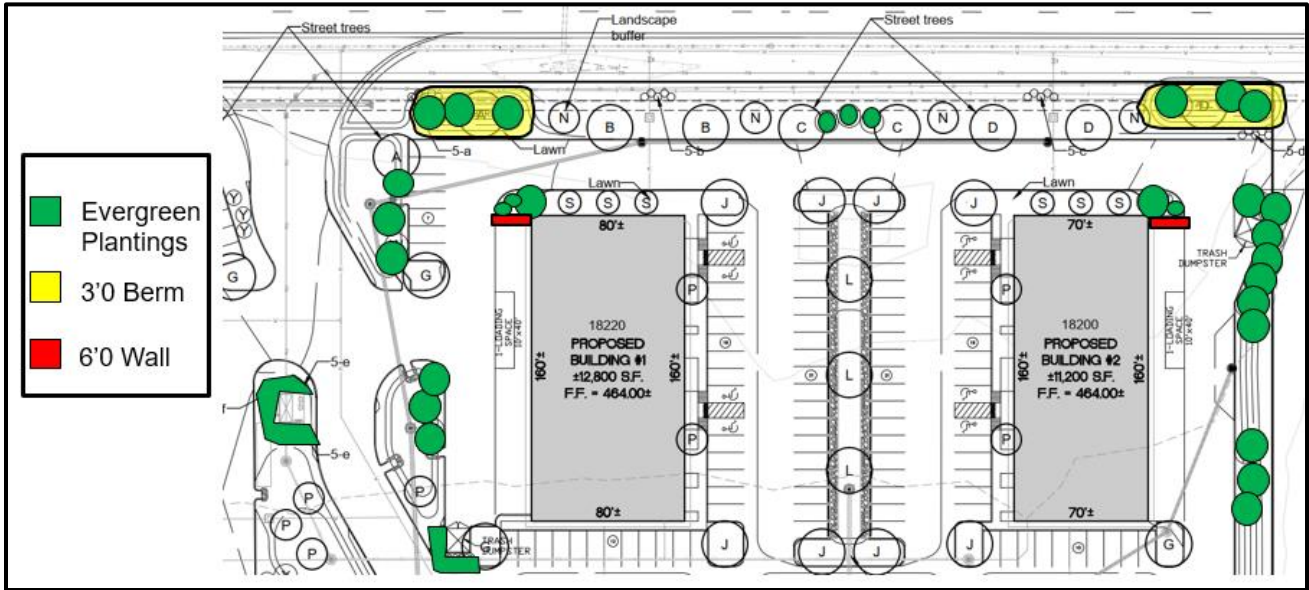 Street trees
Landscape
buffer
Street trees
N
B
B
N
C
C
N
D
D
N
D
A
Lawn
5-a
5-b
5-c
5-d
A
Evergreen
Plantings
3'0 Berm
6'0 Wall
Y
Y
Y
G
G
Lawn
S
S
S
J
J
J
J
Lawn
S
S
S
80'±
70'±
TRASH
DUMPSTER
P
L
P
1-LOADING
SPACE
10'x40'
160'±
18220
PROPOSED
BUILDING #1
±12,800 S.F.
F.F. = 464.00±
160'±
160'±
18200
PROPOSED
BUILDING #2
±11,200 S.F.
F.F. = 464.00±
160'±
1-LOADING
SPACE
10'x40'
L
5-e
f
5-e
P
P
L
P
P
P
P
80'±
70'±
TRASH
DUMPSTER
G
J
J
J
J
G